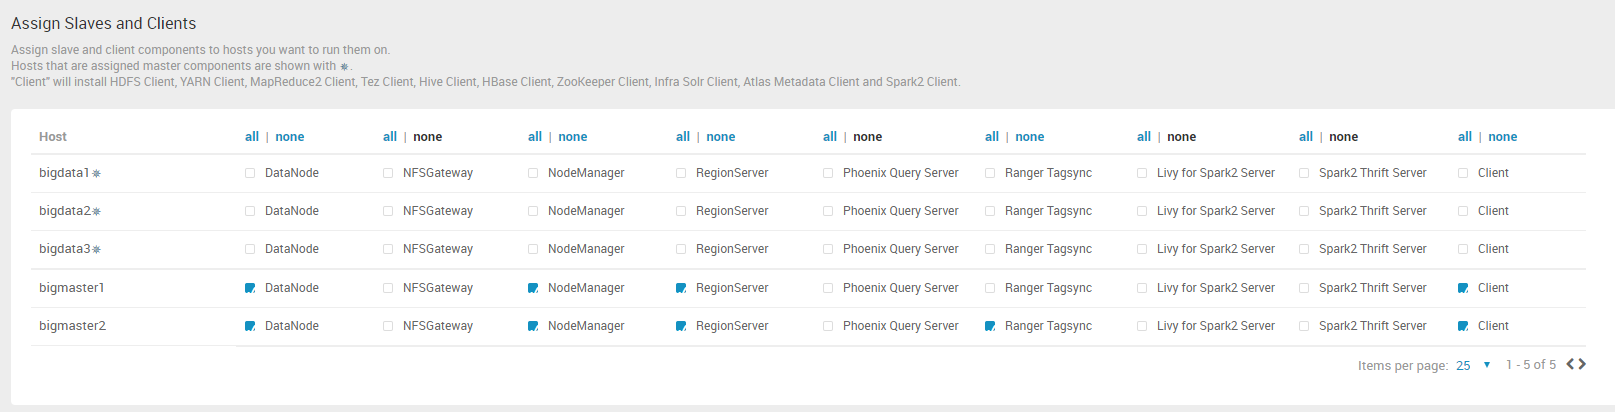 Assign Slaves and Clients
Assign slave and client components to hosts you want to run them on.
Hosts that are assigned master components are shown with ✵.
"Client" will install HDFS Client, YARN Client, MapReduce2 Client, Tez Client, Hive Client, HBase Client, ZooKeeper Client, Infra Solr Client, Atlas Metadata Client and Spark2 Client.
Host all | none all | none all | none all | none all | none all | none all | none all | none all | none
bigdata1✵ DataNode NFSGateway NodeManager RegionServer Phoenix Query Server Ranger Tagsync Livy for Spark2 Server Spark2 Thrift Server Client
bigdata2✵ DataNode NFSGateway NodeManager RegionServer Phoenix Query Server Ranger Tagsync Livy for Spark2 Server Spark2 Thrift Server Client
bigdata3✵ DataNode NFSGateway NodeManager RegionServer Phoenix Query Server Ranger Tagsync Livy for Spark2 Server Spark2 Thrift Server Client
bigmaster1 DataNode NFSGateway NodeManager RegionServer Phoenix Query Server Ranger Tagsync Livy for Spark2 Server Spark2 Thrift Server Client
bigmaster2 DataNode NFSGateway NodeManager RegionServer Phoenix Query Server Ranger Tagsync Livy for Spark2 Server Spark2 Thrift Server Client
Items per page: 25 1 - 5 of 5